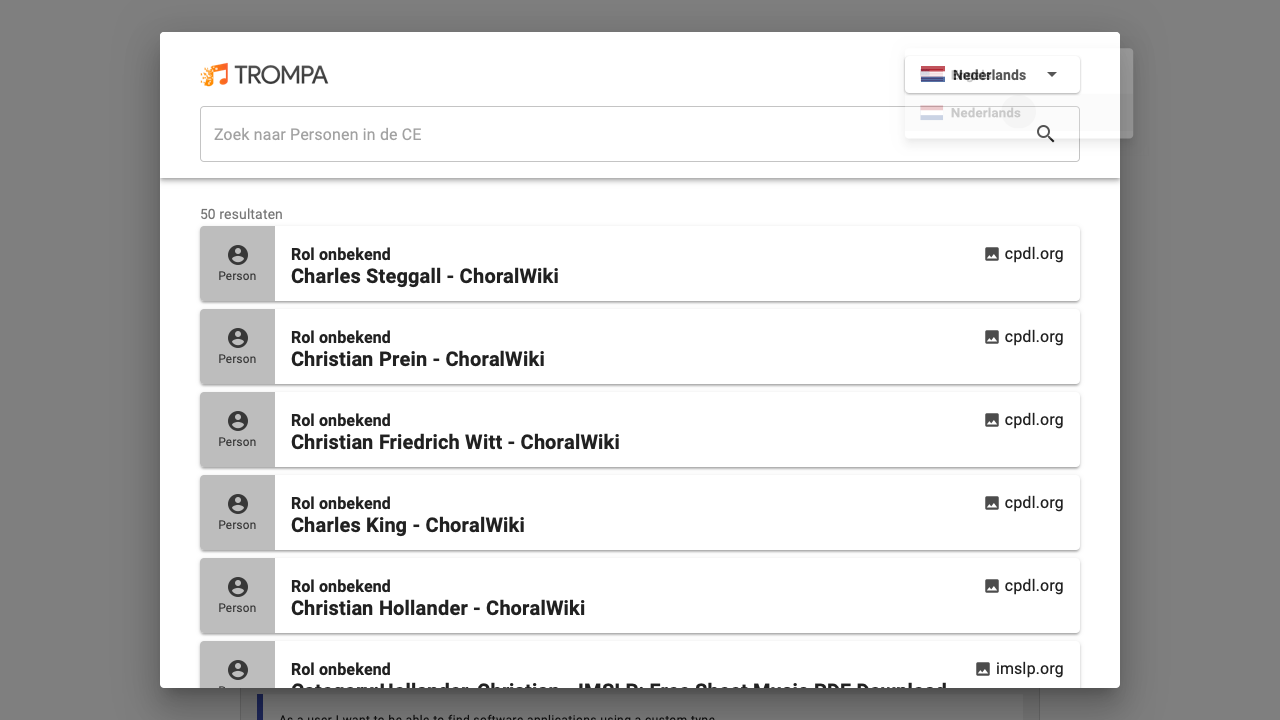 TROMPA
Nederlands
Nederlands
Zoek naar Personen in de CE
50 resultaten
Person
Rol onbekend
Charles Steggall - ChoralWiki
cpdl.org
Person
Rol onbekend
Christian Prein - ChoralWiki
cpdl.org
Person
Rol onbekend
Christian Friedrich Witt - ChoralWiki
cpdl.org
Person
Rol onbekend
Charles King - ChoralWiki
cpdl.org
Person
Rol onbekend
Christian Hollander - ChoralWiki
cpdl.org
Rol onbekend
Category:Hollander, Christian - IMSLP: Free Sheet Music PDF Download
imslp.org
As a user I want to be able to find software applications using a custom type